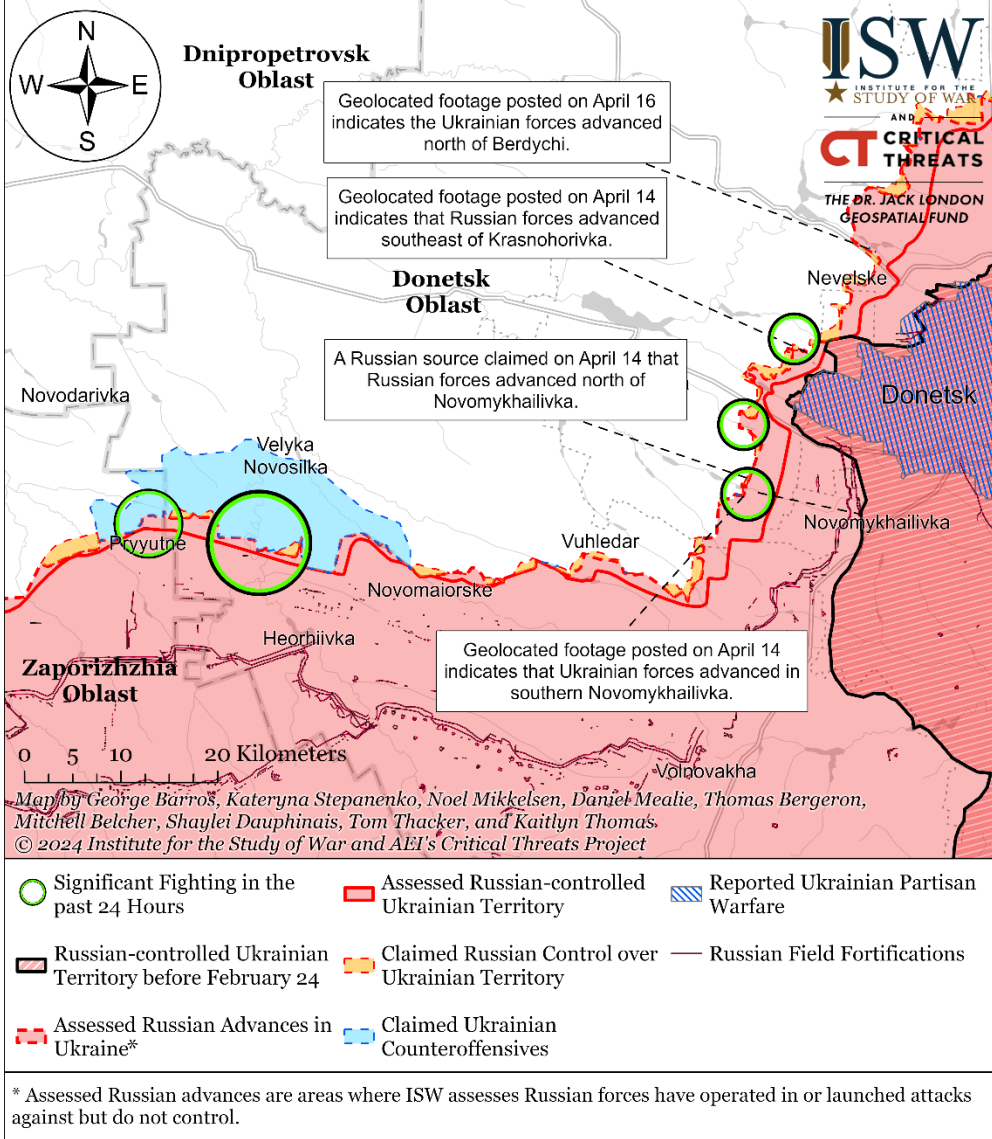 N
W
E
S
Dnipropetrovsk
Oblast
ISW
INSTITUTE FOR THE
STUDY OF WAR
AND
CT CRITICAL
THREATS
THE DR. JACK LONDON
GEOSPATIAL FUND
Geolocated footage posted on April 16
indicates the Ukrainian forces advanced
north of Berdychi.
Geolocated footage posted on April 14
indicates that Russian forces advanced
southeast of Krasnohorivka.
Donetsk
Oblast
Nevelske
A Russian source claimed on April 14 that
Russian forces advanced north of
Novomykhailivka.
Donetsk
Novodarivka
Velyka
Novosilka
Novomykhailivka
Pryyutne
Vuhledar
Novomaiorske
Heorhiivka
Geolocated footage posted on April 14
indicates that Ukrainian forces advanced in
southern Novomykhailivka.
Zaporizhzhia
Oblast
0 5 10 20 Kilometers
Volnovakha
Map by George Barros, Kateryna Stepanenko, Noel Mikkelsen, Daniel Mealie, Thomas Bergeron,
Mitchell Belcher, Shaylei Dauphinais, Tom Thacker, and Kaitlyn Thomas
© 2024 Institute for the Study of War and AEI's Critical Threats Project
Significant Fighting in the
past 24 Hours
Assessed Russian-controlled
Ukrainian Territory
Reported Ukrainian Partisan
Warfare
Russian-controlled Ukrainian
Territory before February 24
Claimed Russian Control over
Ukrainian Territory
Russian Field Fortifications
Assessed Russian Advances in
Ukraine*
Claimed Ukrainian
Counteroffensives
* Assessed Russian advances are areas where ISW assesses Russian forces have operated in or launched attacks
against but do not control.